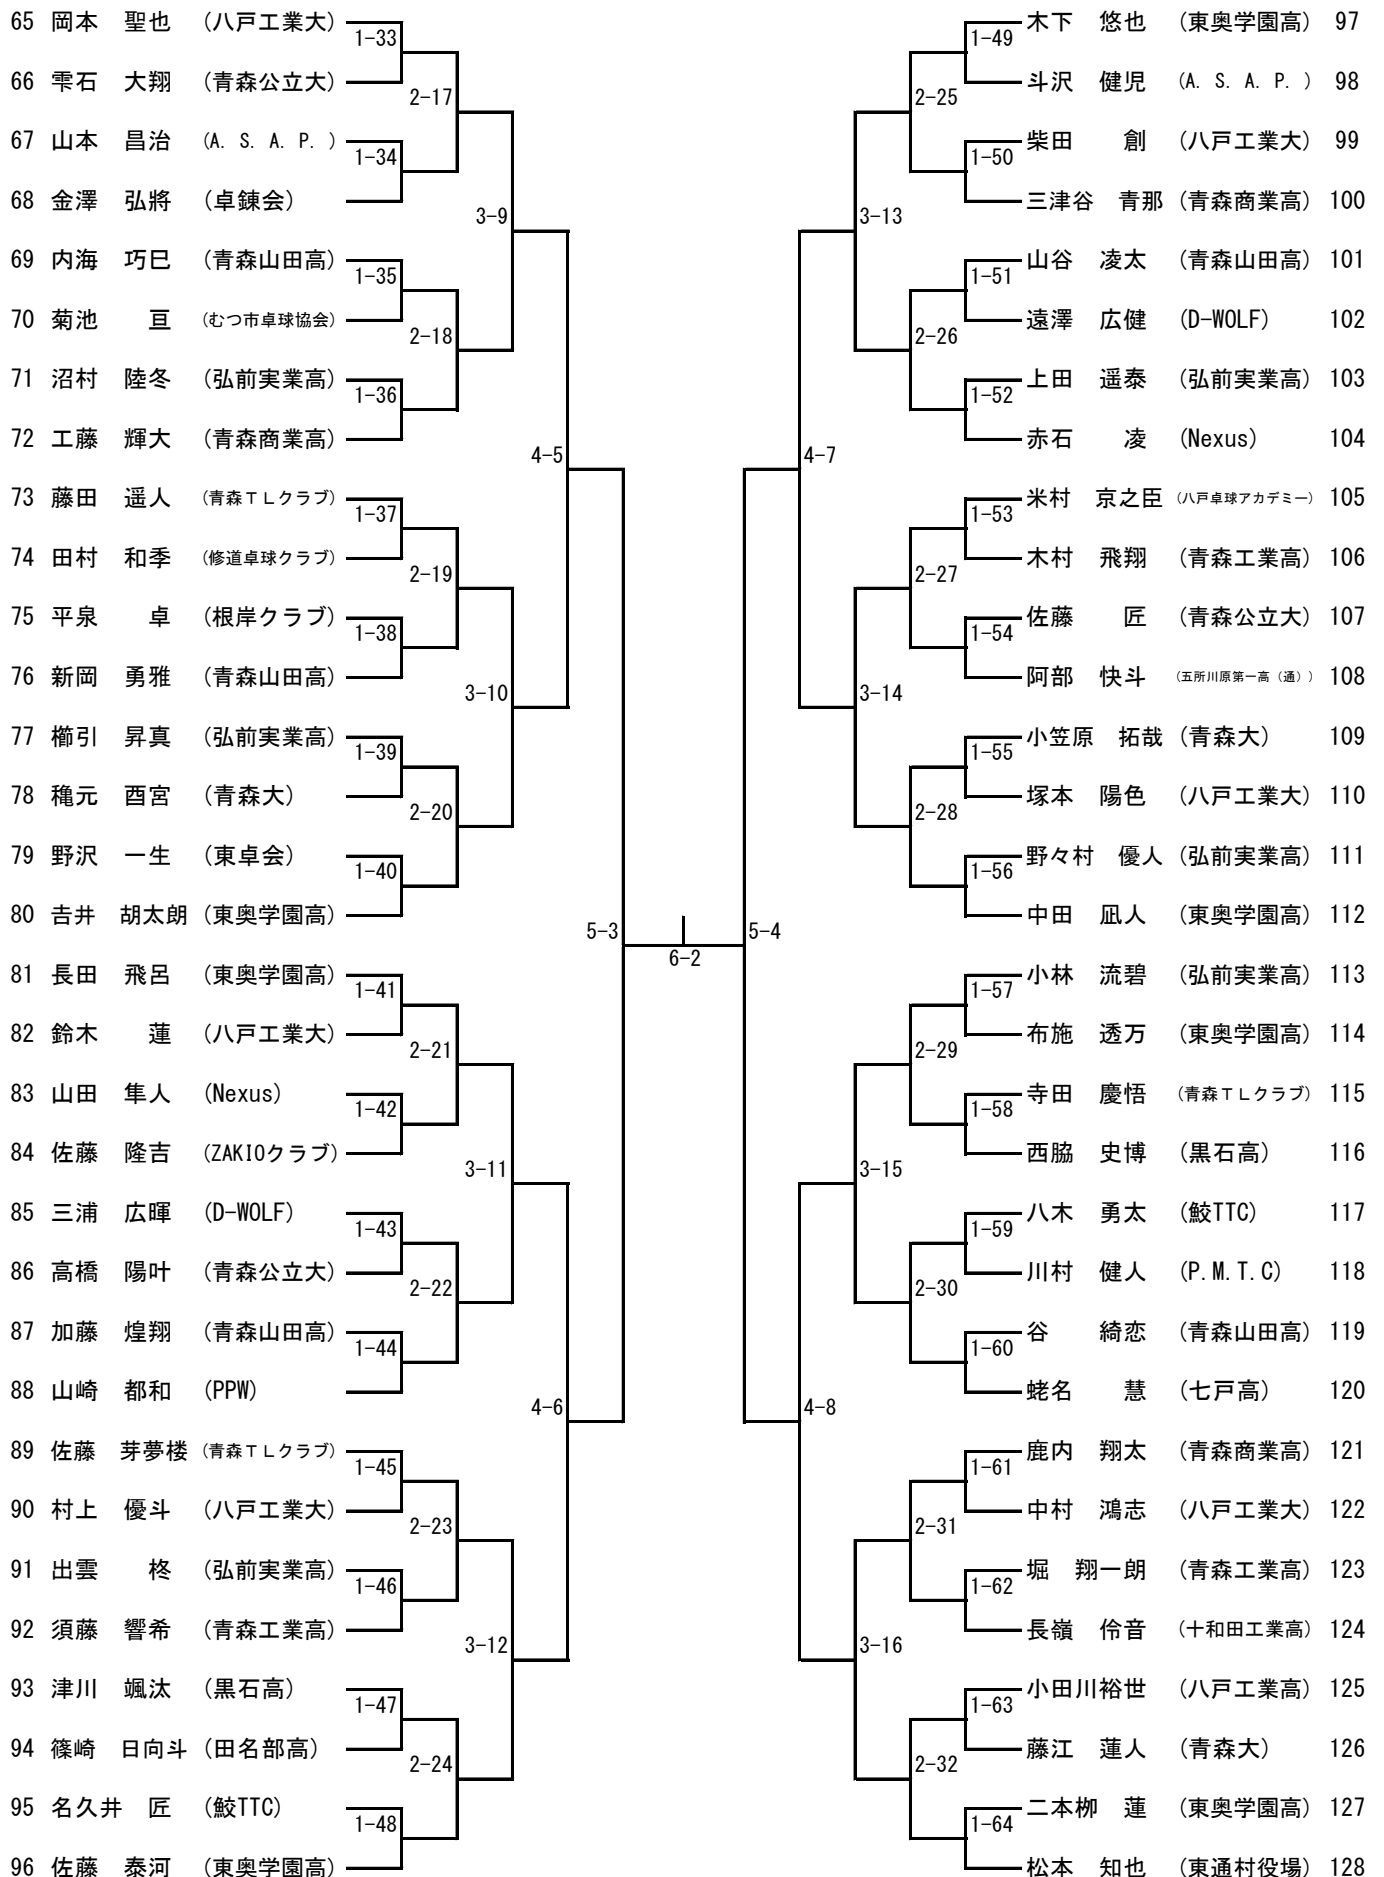 65 岡本 聖也 (八戸工業大)
1-33
66 雫石 大翔 (青森公立大)
2-17
67 山本 昌治 (A. S. A. P. )
1-34
68 金澤 弘將 (卓錬会)
3-9
69 内海 巧巳 (青森山田高)
1-35
70 菊池 亘 (むつ市卓球協会)
2-18
71 沼村 陸冬 (弘前実業高)
1-36
72 工藤 輝大 (青森商業高)
4-5
73 藤田 遥人 (青森TLクラブ)
1-37
74 田村 和季 (修道卓球クラブ)
2-19
75 平泉 卓 (根岸クラブ)
1-38
76 新岡 勇雅 (青森山田高)
3-10
77 櫛引 昇真 (弘前実業高)
1-39
78 穐元 酉宮 (青森大)
2-20
79 野沢 一生 (東卓会)
1-40
80 𠮷井 胡太朗 (東奥学園高)
5-3
81 長田 飛呂 (東奥学園高)
1-41
82 鈴木 蓮 (八戸工業大)
2-21
83 山田 隼人 (Nexus)
1-42
84 佐藤 隆吉 (ZAKIOクラブ)
3-11
85 三浦 広暉 (D-WOLF)
1-43
86 高橋 陽叶 (青森公立大)
2-22
87 加藤 煌翔 (青森山田高)
1-44
88 山崎 都和 (PPW)
4-6
89 佐藤 芽夢楼 (青森TLクラブ)
1-45
90 村上 優斗 (八戸工業大)
2-23
91 出雲 柊 (弘前実業高)
1-46
92 須藤 響希 (青森工業高)
3-12
93 津川 颯汰 (黒石高)
1-47
94 篠崎 日向斗 (田名部高)
2-24
95 名久井 匠 (鮫TTC)
1-48
96 佐藤 泰河 (東奥学園高)
6-2
木下 悠也 (東奥学園高) 97
1-49
斗沢 健児 (A. S. A. P. ) 98
2-25
柴田 創 (八戸工業大) 99
1-50
三津谷 青那 (青森商業高) 100
3-13
山谷 凌太 (青森山田高) 101
1-51
遠澤 広健 (D-WOLF) 102
2-26
上田 遥泰 (弘前実業高) 103
1-52
赤石 凌 (Nexus) 104
4-7
米村 京之臣 (八戸卓球アカデミー) 105
1-53
木村 飛翔 (青森工業高) 106
2-27
佐藤 匠 (青森公立大) 107
1-54
阿部 快斗 (五所川原第一高(通)) 108
3-14
小笠原 拓哉 (青森大) 109
1-55
塚本 陽色 (八戸工業大) 110
2-28
野々村 優人 (弘前実業高) 111
1-56
中田 凪人 (東奥学園高) 112
5-4
小林 流碧 (弘前実業高) 113
1-57
布施 透万 (東奥学園高) 114
2-29
寺田 慶悟 (青森TLクラブ) 115
1-58
西脇 史博 (黒石高) 116
3-15
八木 勇太 (鮫TTC) 117
1-59
川村 健人 (P.M.T.C) 118
2-30
谷 綺恋 (青森山田高) 119
1-60
蛯名 慧 (七戸高) 120
4-8
鹿内 翔太 (青森商業高) 121
1-61
中村 鴻志 (八戸工業大) 122
2-31
堀 翔一朗 (青森工業高) 123
1-62
長嶺 伶音 (十和田工業高) 124
3-16
小田川裕世 (八戸工業高) 125
1-63
藤江 蓮人 (青森大) 126
2-32
二本栁 蓮 (東奥学園高) 127
1-64
松本 知也 (東通村役場) 128